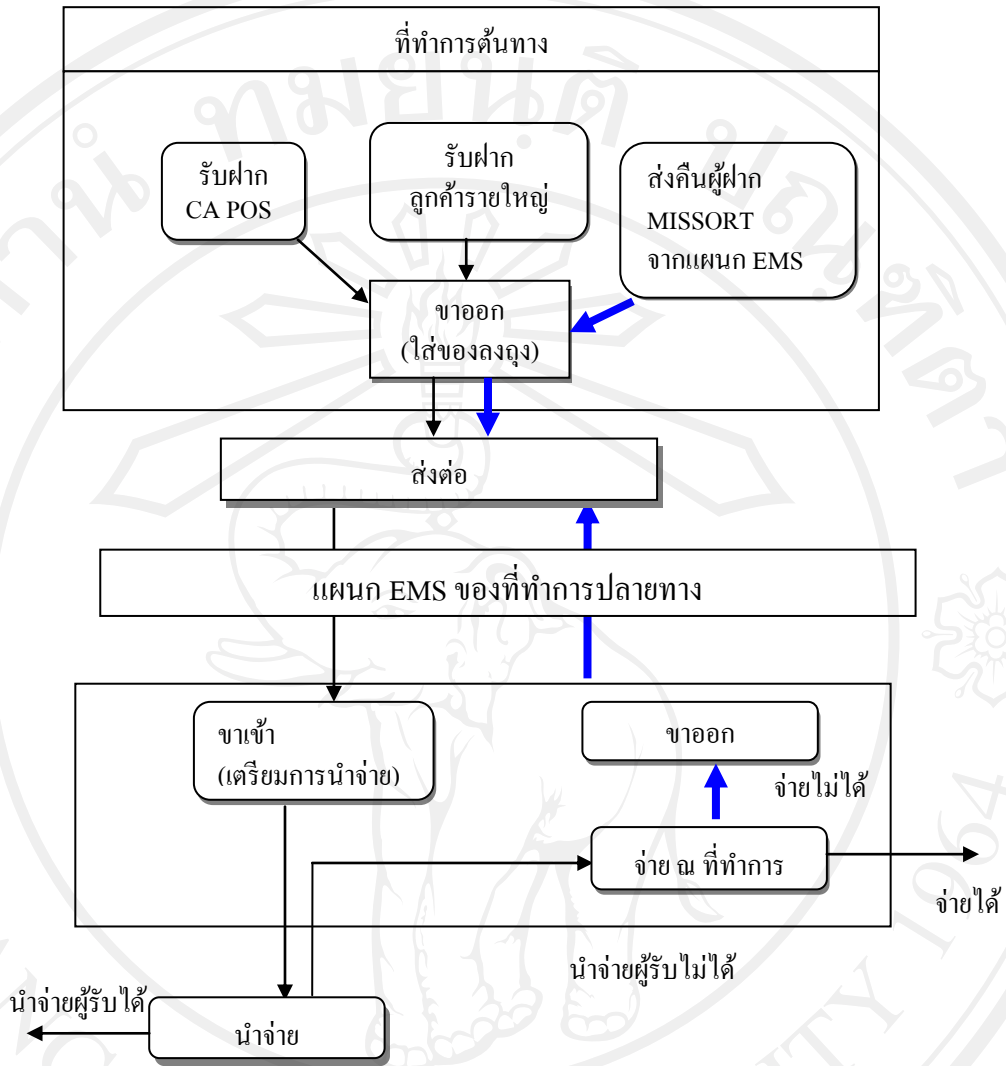 ที่ทำการต้นทาง
รับฝาก
CA POS
รับฝาก
ลูกค้ารายใหญ่
ส่งคืนผู้ฝาก
MISSORT
จากแผนก EMS
ขาออก
(ใส่ของลงถุง)
ส่งต่อ
แผนก EMS ของที่ทำการปลายทาง
ขาเข้า
(เตรียมการนำจ่าย)
ขาออก
จ่ายไม่ได้
จ่าย ณ ที่ทำการ
จ่ายได้
นำจ่ายผู้รับไม่ได้
นำจ่ายผู้รับได้
นำจ่าย